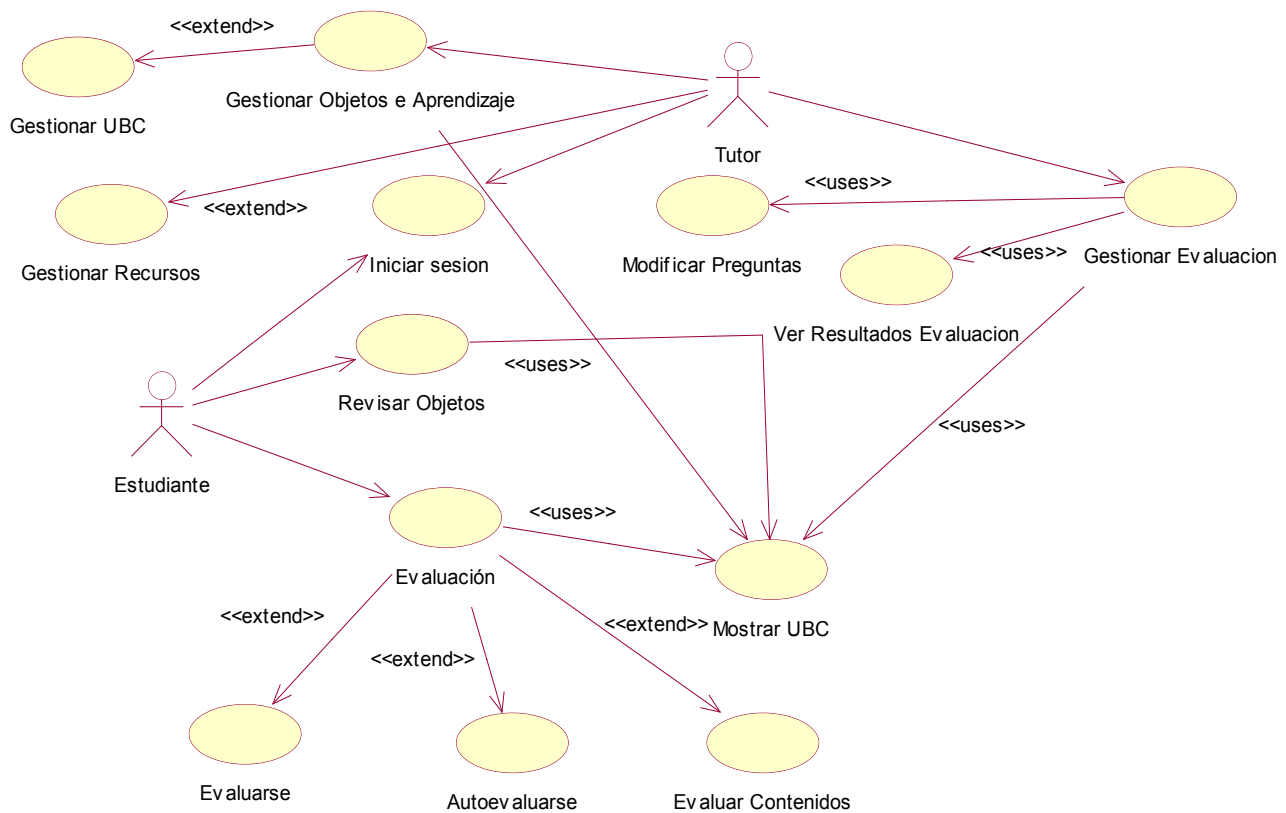 <<extend>>
Gestionar Objetos e Aprendizaje
Gestionar UBC
Tutor
<<uses>>
<<extend>>
Gestionar Recursos
Iniciar sesion
Modificar Preguntas
<<uses>>
Gestionar Evaluacion
Ver Resultados Evaluacion
<<uses>>
Revisar Objetos
<<uses>>
Estudiante
<<uses>>
Evaluación
<<extend>>
<<extend>>
Mostrar UBC
<<extend>>
Evaluarse
Autoevaluarse
Evaluar Contenidos